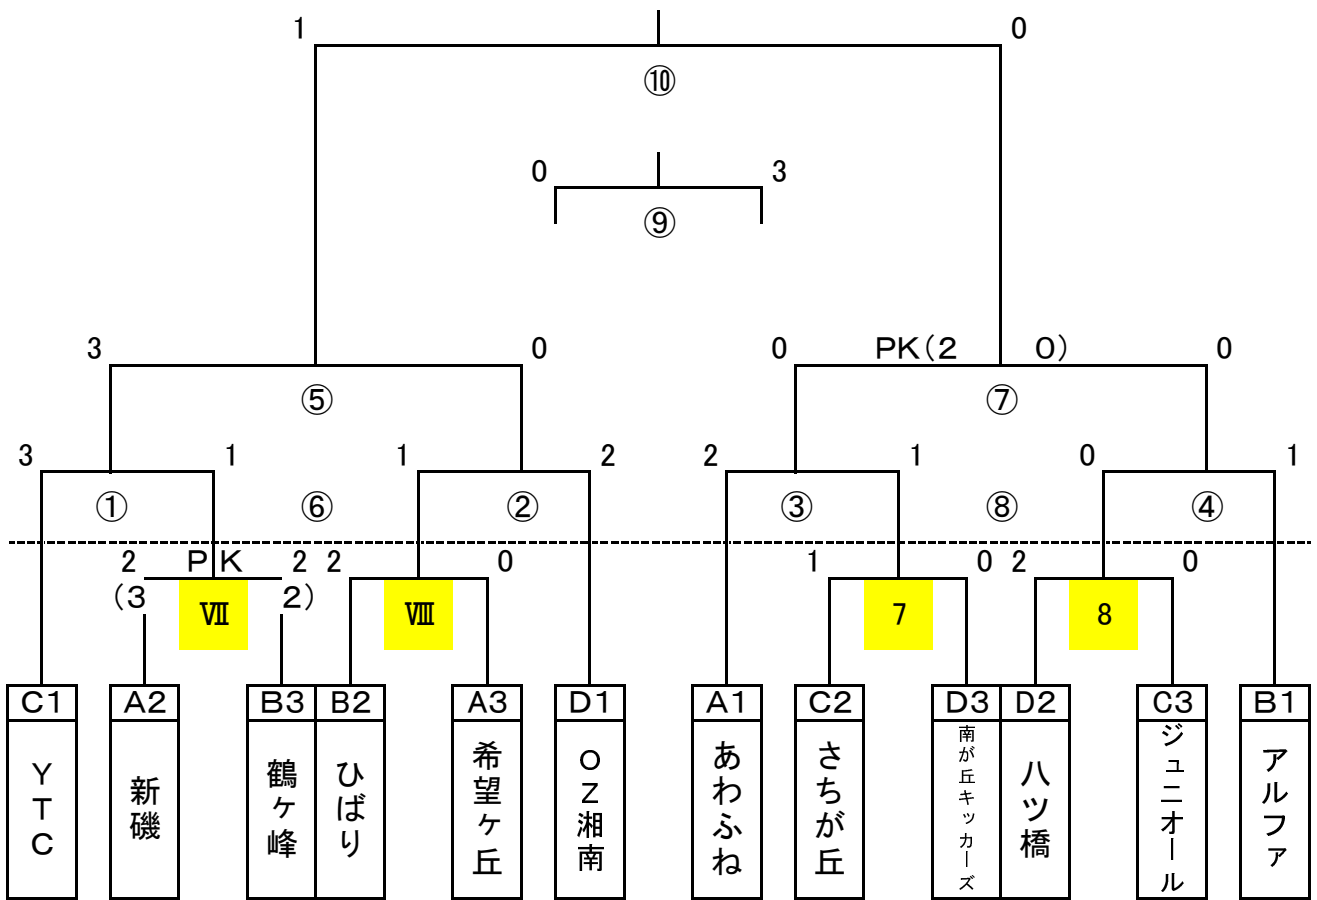 1 0
⑩
0 3
⑨
3 0 0 PK(2 0) 0
⑤ ⑦
3 1 1 2 2 1 0 1
① ⑥ ② ③ ⑧ ④
2 PK 2 2 0 1 0 2 0
(3 2)
Ⅶ Ⅷ 7 8
C1 A2 B3 B2 A3 D1 A1 C2 D3 D2 C3 B1
YTC
新磯
鶴ヶ峰
ひばり
希望ケ丘
OZ湘南
あわふね
さちが丘
南が丘キッカーズ
八ツ橋
ジュニオール
アルファ